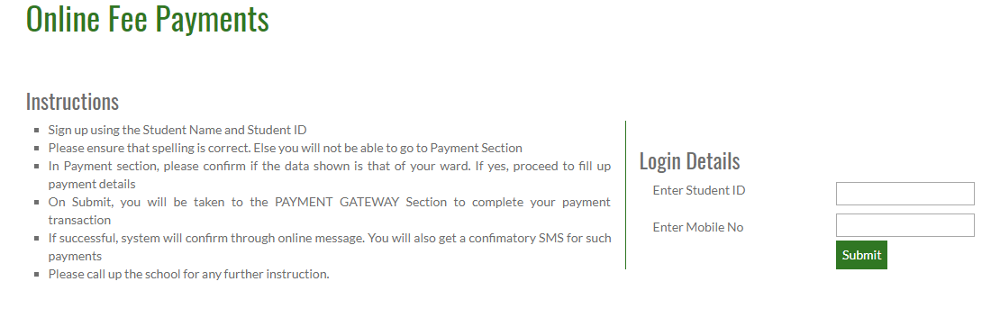 Online Fee Payments
Instructions
Sign up using the Student Name and Student ID
Please ensure that spelling is correct. Else you will not be able to go to Payment Section
In Payment section, please confirm if the data shown is that of your ward. If yes, proceed to fill up
payment details
On Submit, you will be taken to the PAYMENT GATEWAY Section to complete your payment
transaction
If successful, system will confirm through online message. You will also get a confimatory SMS for such
payments
Please call up the school for any further instruction.
Login Details
Enter Student ID
Enter Mobile No
Submit